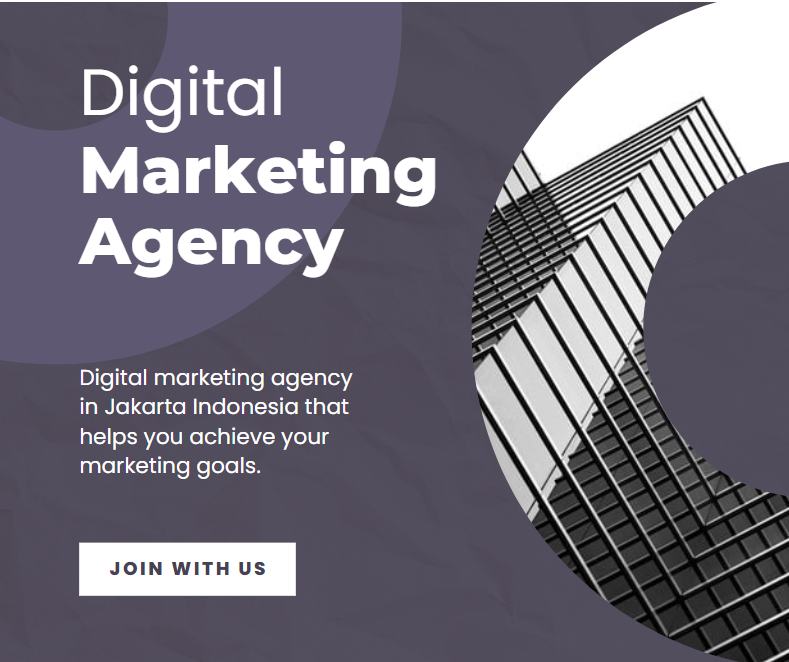 Digital
Marketing
Agency
Digital marketing agency
in Jakarta Indonesia that
helps you achieve your
marketing goals.
JOIN WITH US